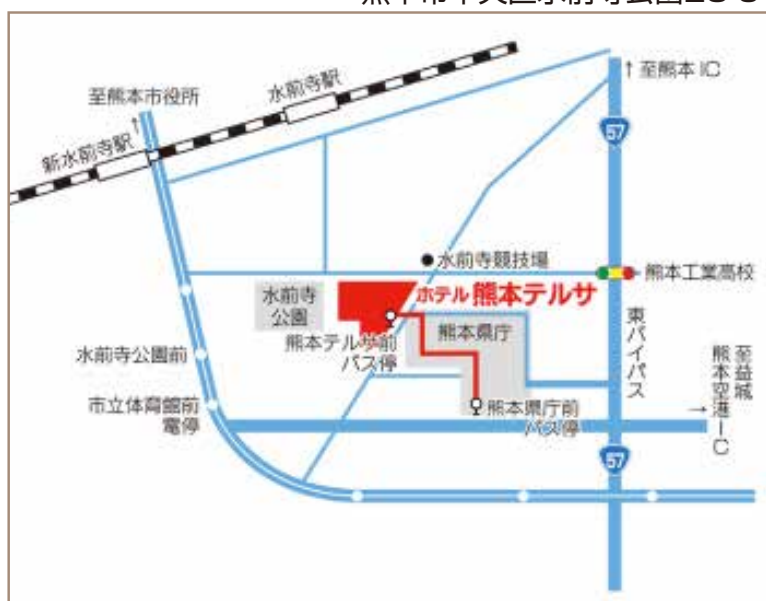 至熊本IC
水前寺駅
至熊本市役所
新水前寺駅
57
水前寺競技場
熊本工業高校
水前寺
公園
ホテル 熊本テルサ
熊本テルサ前
バス停
熊本県庁
東バイパス
至益城
熊本空港IC
水前寺公園前
市立体育館前
電停
熊本県庁前
バス停
57